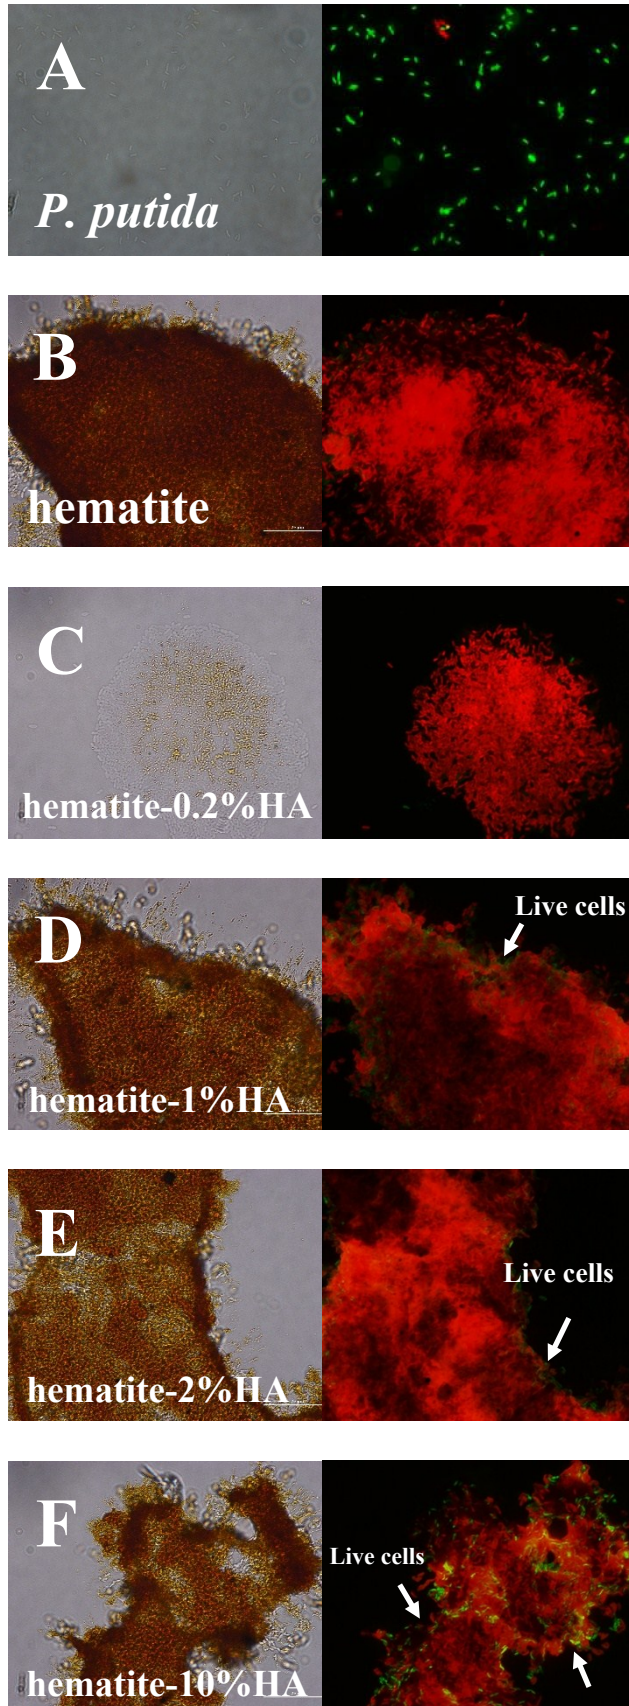 A
P. putida
B
hematite
C
hematite-0.2%HA
D
Live cells
hematite-1%HA
E
Live cells
hematite-2%HA
F
Live cells
hematite-10%HA